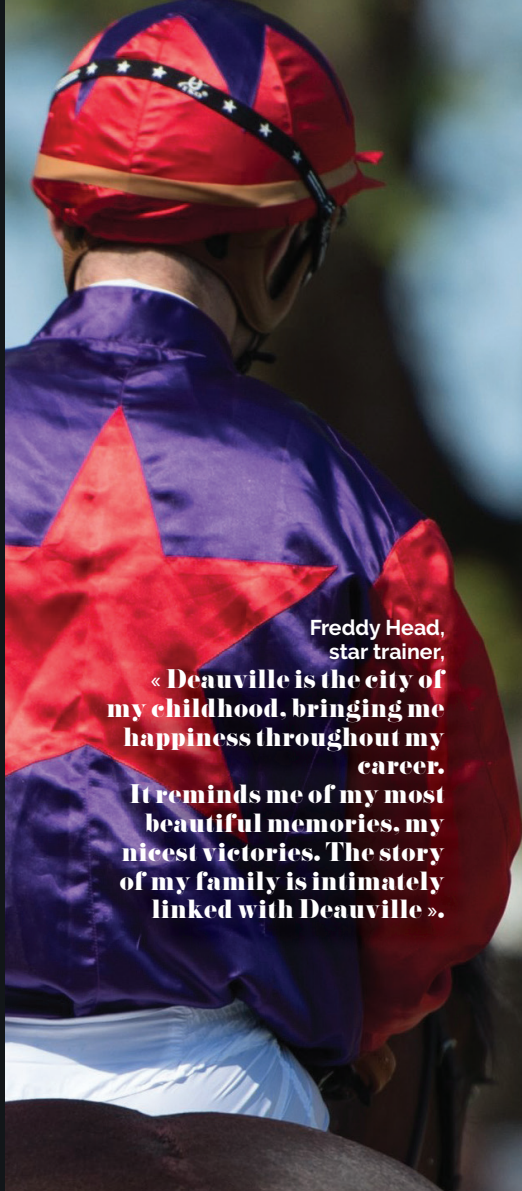 Freddy Head,
star trainer,
« Deauville is the city of
my childhood, bringing me
happiness throughout my
career.
It reminds me of my most
beautiful memories, my
nicest victories. The story
of my family is intimately
linked with Deauville ».